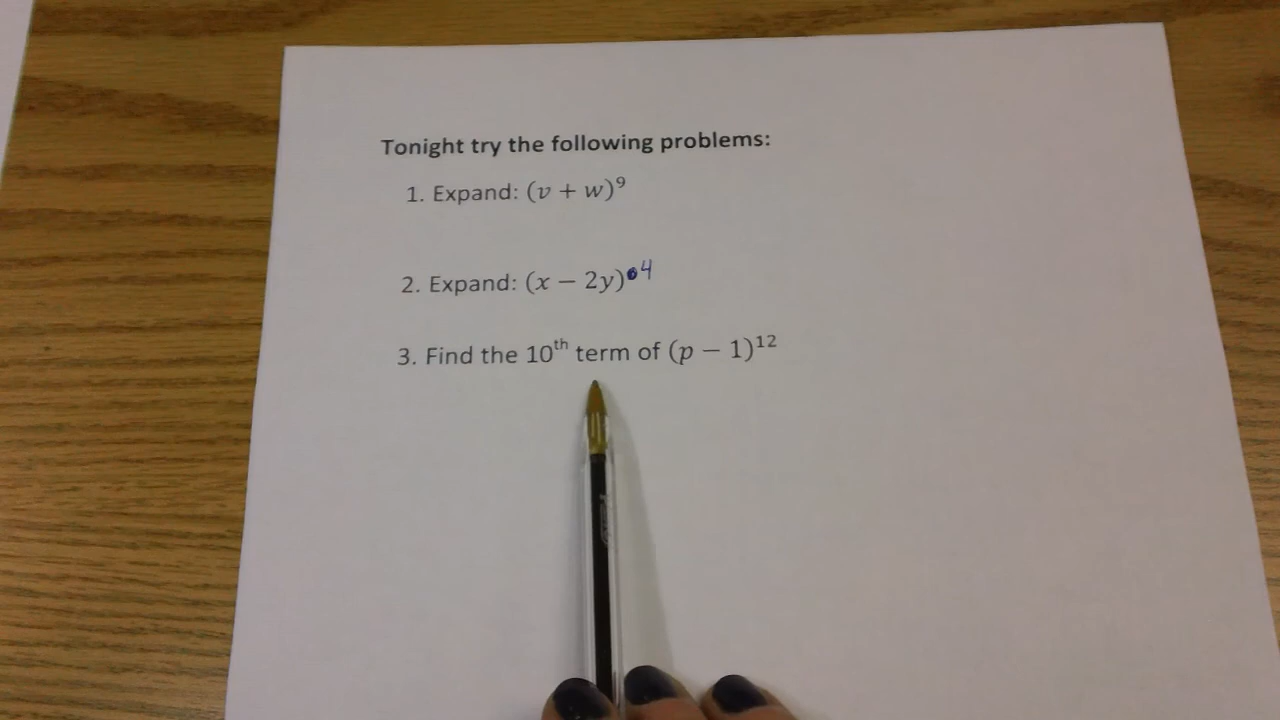 Tonight try the following problems:
1. Expand: (v + w)⁹
2. Expand: (x − 2y)⁴
3. Find the 10ᵗʰ term of (p − 1)¹²